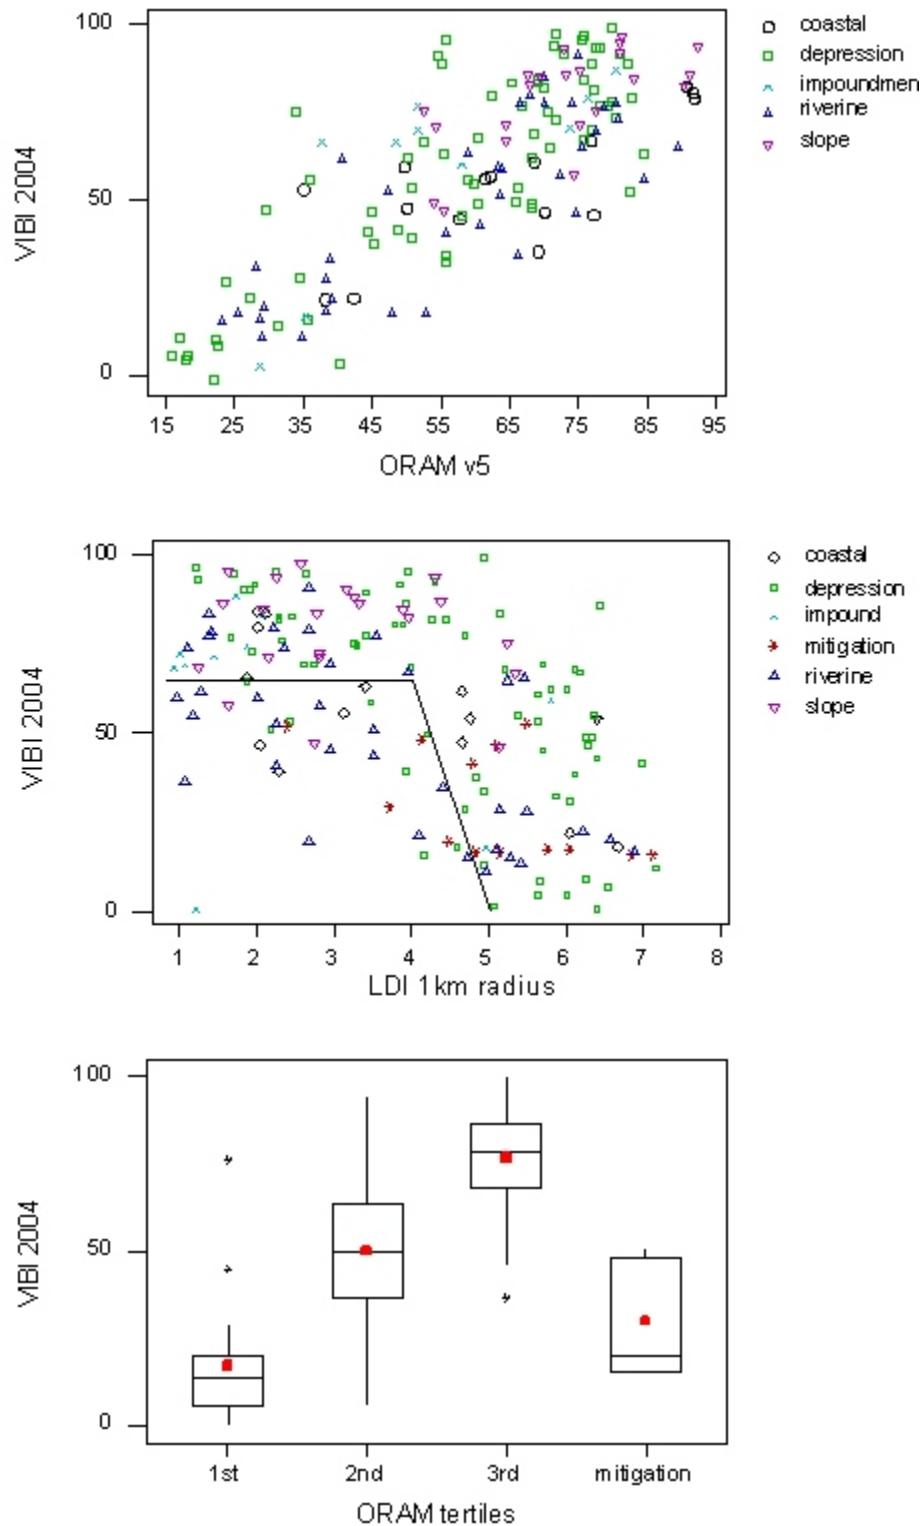 100
50
0
VIBI 2004
15 25 35 45 55 65 75 85 95
ORAM v5
coastal
depression
impoundmen
riverine
slope
100
50
0
VIBI 2004
1 2 3 4 5 6 7 8
LDI 1km radius
coastal
depression
impound
mitigation
riverine
slope
100
50
0
VIBI 2004
1st 2nd 3rd mitigation
ORAM tertiles